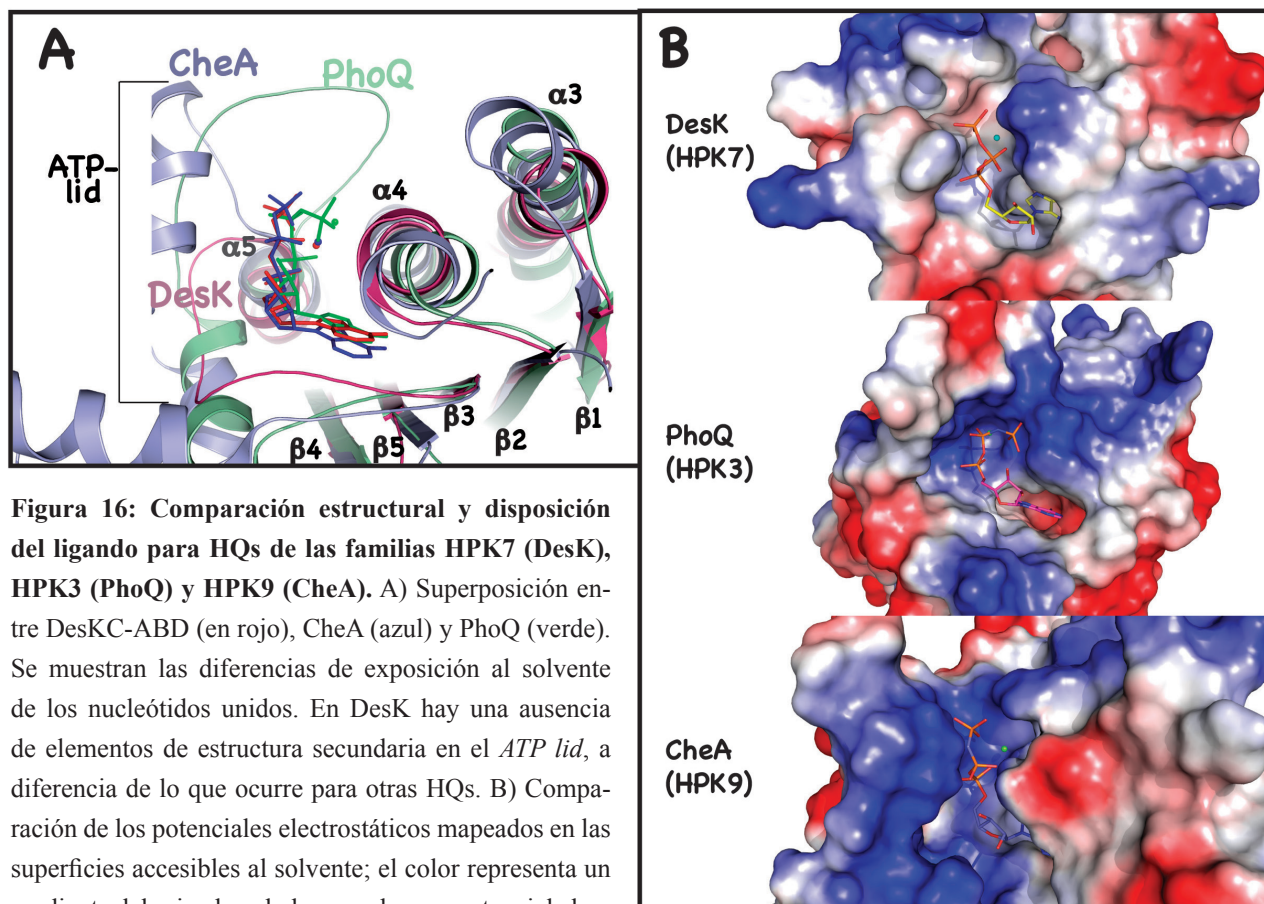 A
CheA
PhoQ
α3
ATP-
lid
α4
α5
DesK
β3
β1
β4
β5
β2
B
DesK
(HPK7)
PhoQ
(HPK3)
CheA
(HPK9)
Figura 16: Comparación estructural y disposición
del ligando para HQs de las familias HPK7 (DesK),
HPK3 (PhoQ) y HPK9 (CheA). A) Superposición en-
tre DesKC-ABD (en rojo), CheA (azul) y PhoQ (verde).
Se muestran las diferencias de exposición al solvente
de los nucleótidos unidos. En DesK hay una ausencia
de elementos de estructura secundaria en el ATP lid, a
diferencia de lo que ocurre para otras HQs. B) Compa-
ración de los potenciales electrostáticos mapeados en las
superficies accesibles al solvente; el color representa un